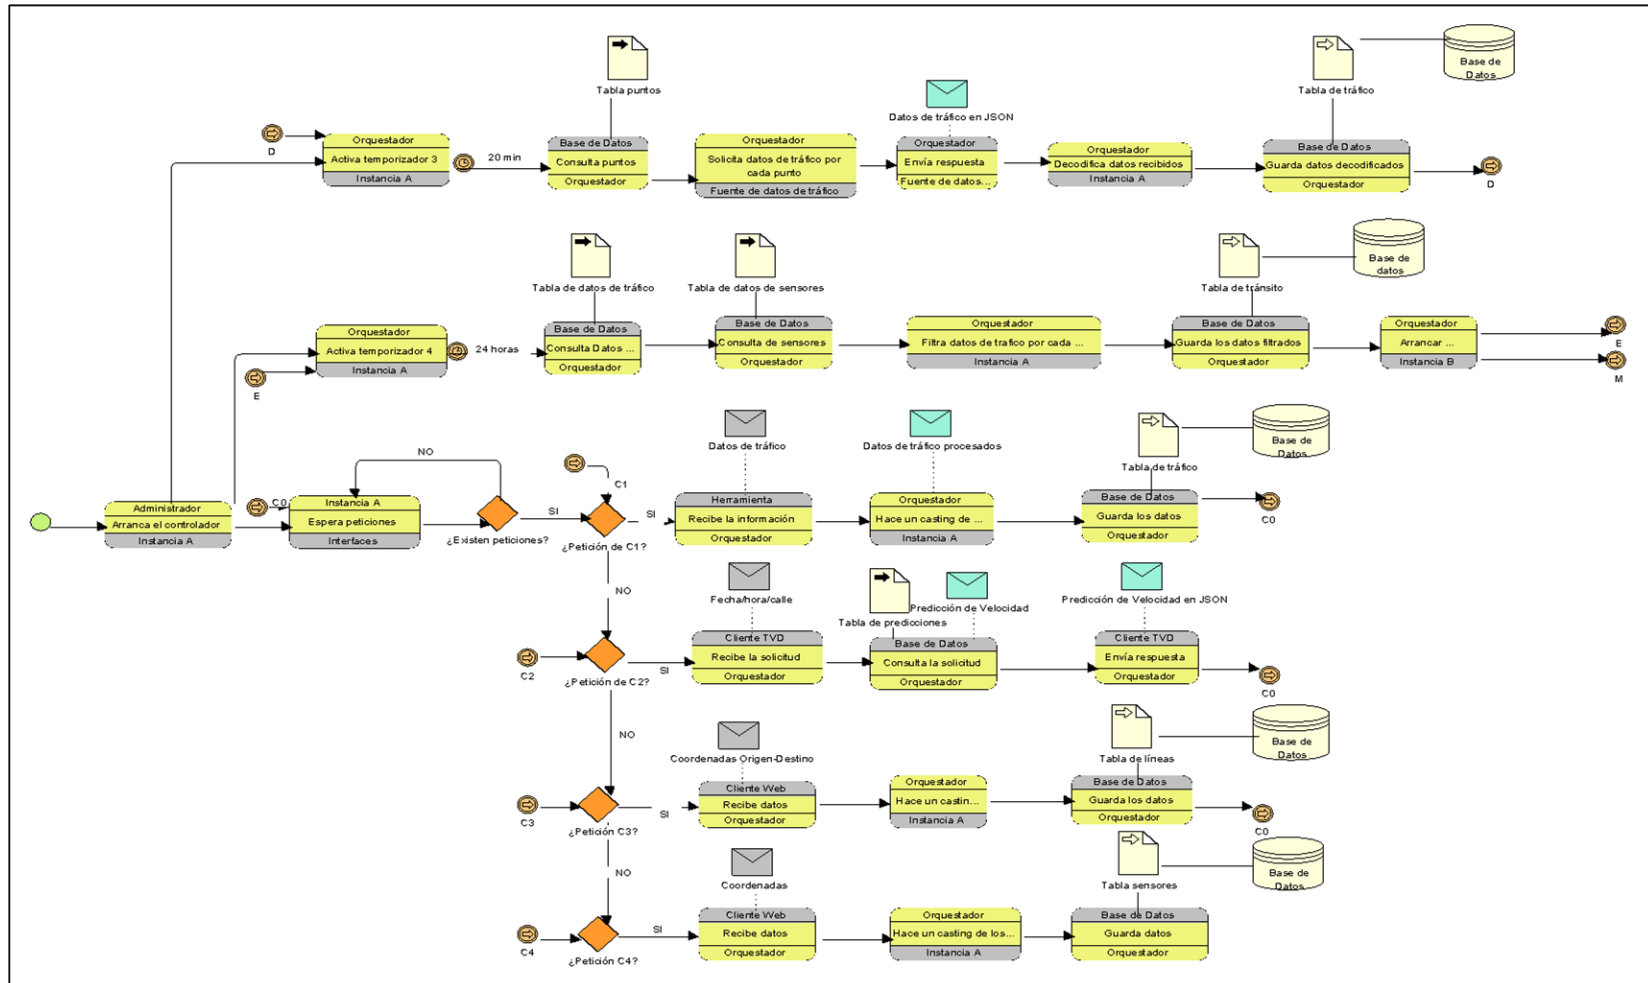 Tabla puntos
Datos de tráfico en JSON
Tabla de tráfico
Base de
Datos
D
Orquestador
Activa temporizador 3
Instancia A
20 min
Base de Datos
Consulta puntos
Orquestador
Orquestador
Solicita datos de tráfico por
cada punto
Fuente de datos de tráfico
Orquestador
Envía respuesta
Fuente de datos...
Orquestador
Decodifica datos recibidos
Instancia A
Base de Datos
Guarda datos decodificados
Orquestador
D
Tabla de datos de tráfico
Tabla de datos de sensores
Tabla de tránsito
Base de
datos
Orquestador
Activa temporizador 4
Instancia A
E
24 horas
Base de Datos
Consulta Datos ...
Orquestador
Base de Datos
Consulta de sensores
Orquestador
Orquestador
Filtra datos de trafico por cada ...
Instancia A
Base de Datos
Guarda los datos filtrados
Orquestador
Orquestador
Arrancar ...
Instancia B
E
M
NO
C1
Datos de tráfico
Datos de tráfico procesados
Tabla de tráfico
Base de
Datos
Administrador
Arranca el controlador
Instancia A
C0
Instancia A
Espera peticiones
Interfaces
¿Existen peticiones?
SI
¿Petición de C1?
SI
Herramienta
Recibe la información
Orquestador
Orquestador
Hace un casting de ...
Instancia A
Base de Datos
Guarda los datos
Orquestador
C0
NO
Fecha/hora/calle
Tabla de predicciones
Predicción de Velocidad
Predicción de Velocidad en JSON
C2
¿Petición de C2?
SI
Cliente TVD
Recibe la solicitud
Orquestador
Base de Datos
Consulta la solicitud
Orquestador
Cliente TVD
Envía respuesta
Orquestador
C0
NO
Coordenadas Origen-Destino
Tabla de líneas
Base de
Datos
C3
¿Petición C3?
SI
Cliente Web
Recibe datos
Orquestador
Orquestador
Hace un castin...
Instancia A
Base de Datos
Guarda los datos
Orquestador
C0
NO
Coordenadas
Tabla sensores
Base de
Datos
C4
¿Petición C4?
SI
Cliente Web
Recibe datos
Orquestador
Orquestador
Hace un casting de los...
Instancia A
Base de Datos
Guarda datos
Orquestador